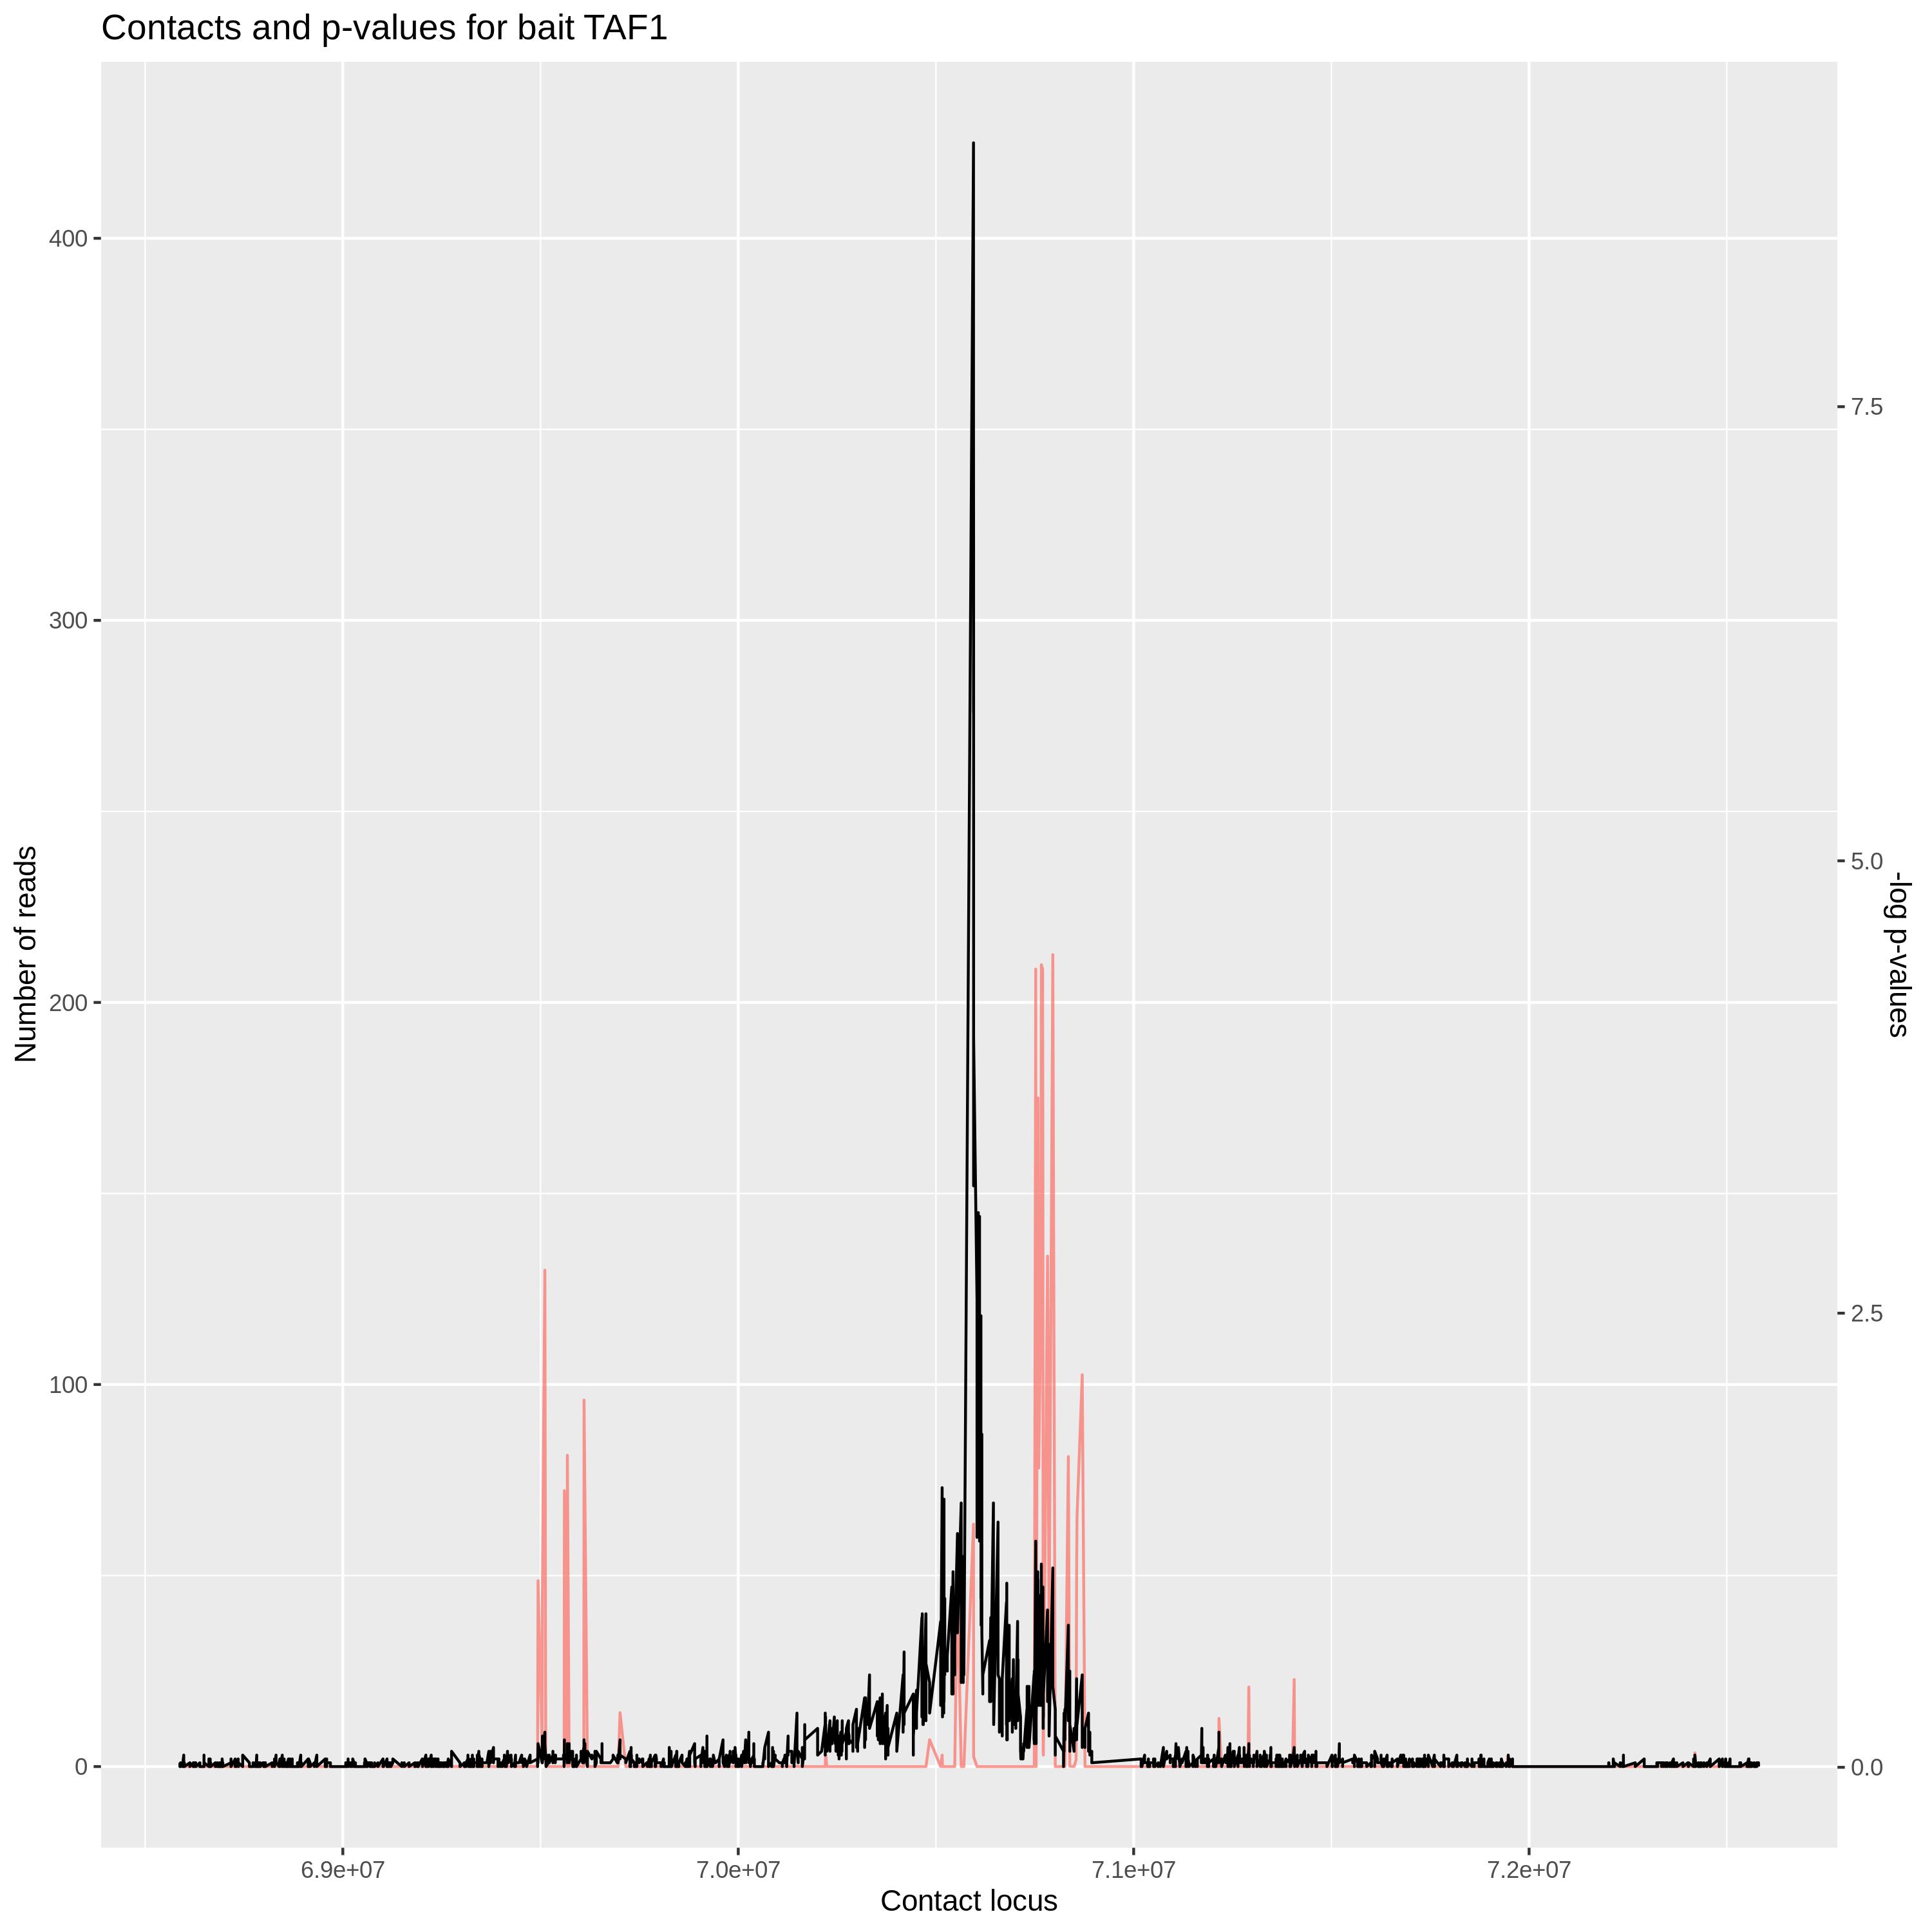 Contacts and p-values for bait TAF1
400
300
200
100
0
Number of reads
7.5
5.0
2.5
0.0
-log p-values
6.9e+07 7.0e+07 7.1e+07 7.2e+07
Contact locus